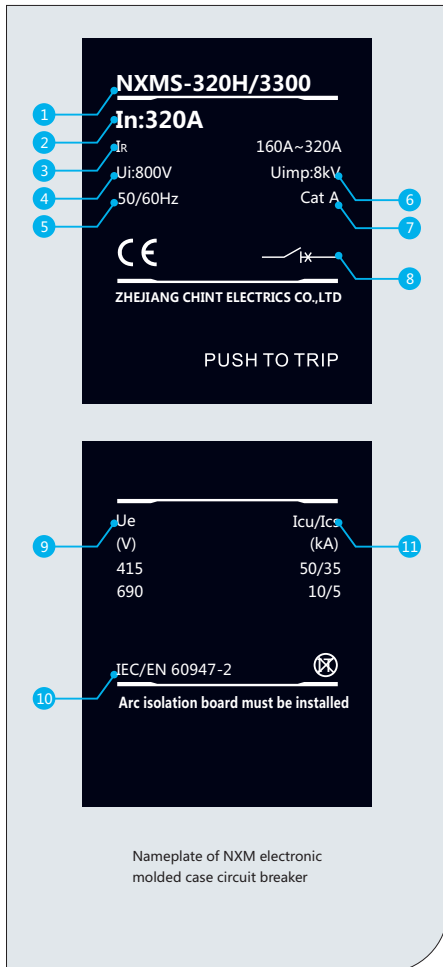 NXMS-320H/3300
1
In:320A
2
IR 160A~320A
3
Ui:800V Uimp:8kV
4 6
50/60Hz Cat A
5 7
CE
8
ZHEJIANG CHINT ELECTRICS CO.,LTD
PUSH TO TRIP
Ue Icu/Ics
9 (V) (kA) 11
415 50/35
690 10/5
IEC/EN 60947-2 IT
10
Arc isolation board must be installed
Nameplate of NXM electronic
molded case circuit breaker